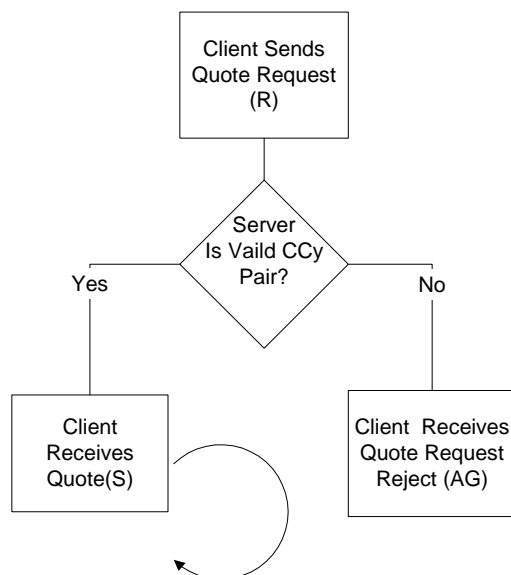 Client Sends
Quote Request
(R)
Server
Is Vaild CCy
Pair?
Yes
No
Client
Receives
Quote(S)
Client Receives
Quote Request
Reject (AG)